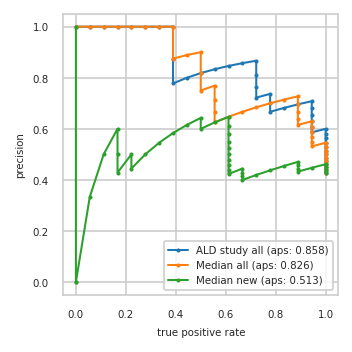 1.0
0.8
0.6
0.4
0.2
0.0
precision
ALD study all (aps: 0.858)
Median all (aps: 0.826)
Median new (aps: 0.513)
0.0 0.2 0.4 0.6 0.8 1.0
true positive rate